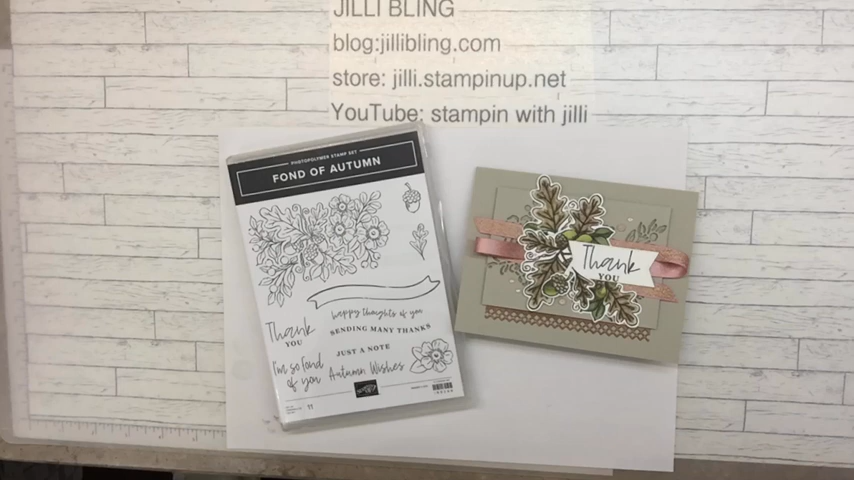 JILLI BLING
blog:jillibling.com
store: jilli.stampinup.net
YouTube: stampin with jilli
PHOTOPOLYMER STAMP SET
FOND OF AUTUMN
happy thoughts of you
Thank
YOU
SENDING MANY THANKS
JUST A NOTE
I'm so fond
of you
Autumn Wishes
11
Thank
YOU